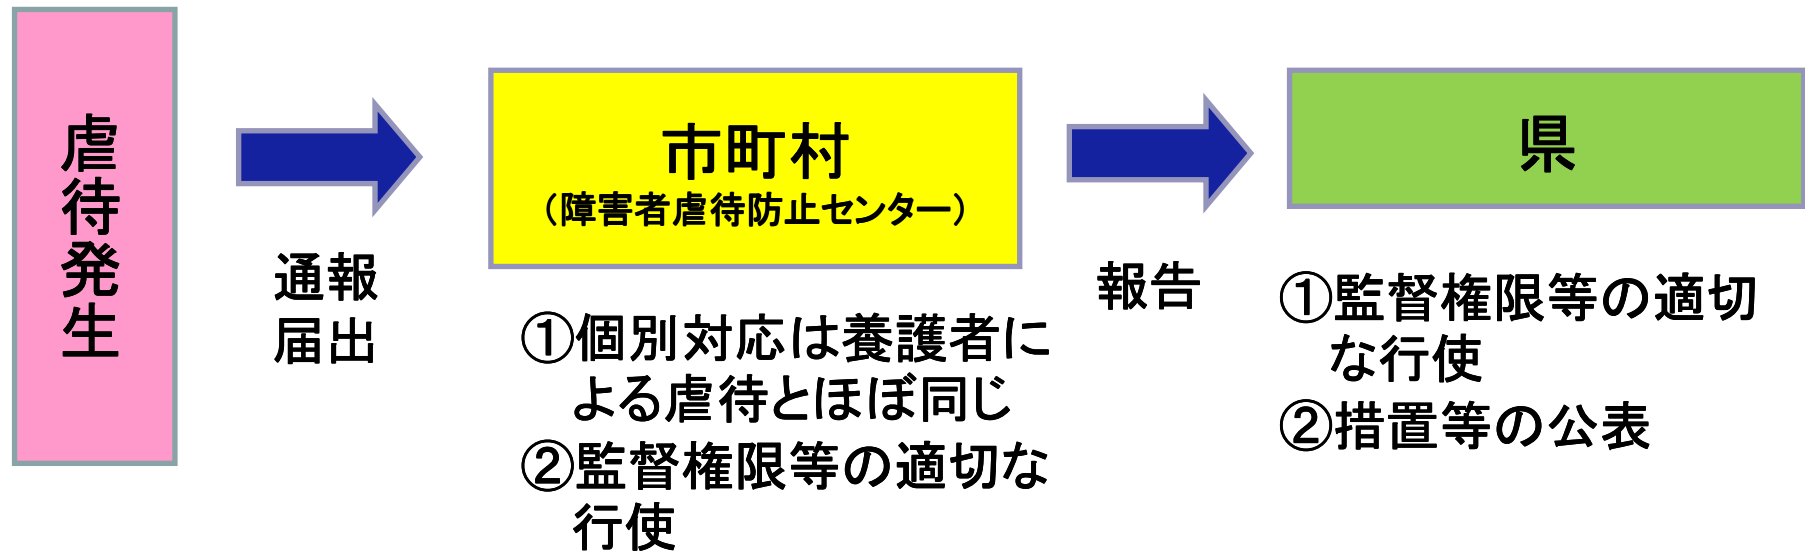 虐待発生
通報
届出
市町村
（障害者虐待防止センター）
①個別対応は養護者に
よる虐待とほぼ同じ
②監督権限等の適切な
行使
報告
県
①監督権限等の適切
な行使
②措置等の公表